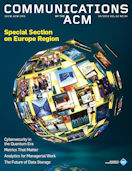 COMMUNICATIONS
OF THE
ACM
Special Section
on Europe Region
Cybersecurity in
the Quantum Era
Metrics That Matter
Analytics for Managerial Work
The Future of Data Storage